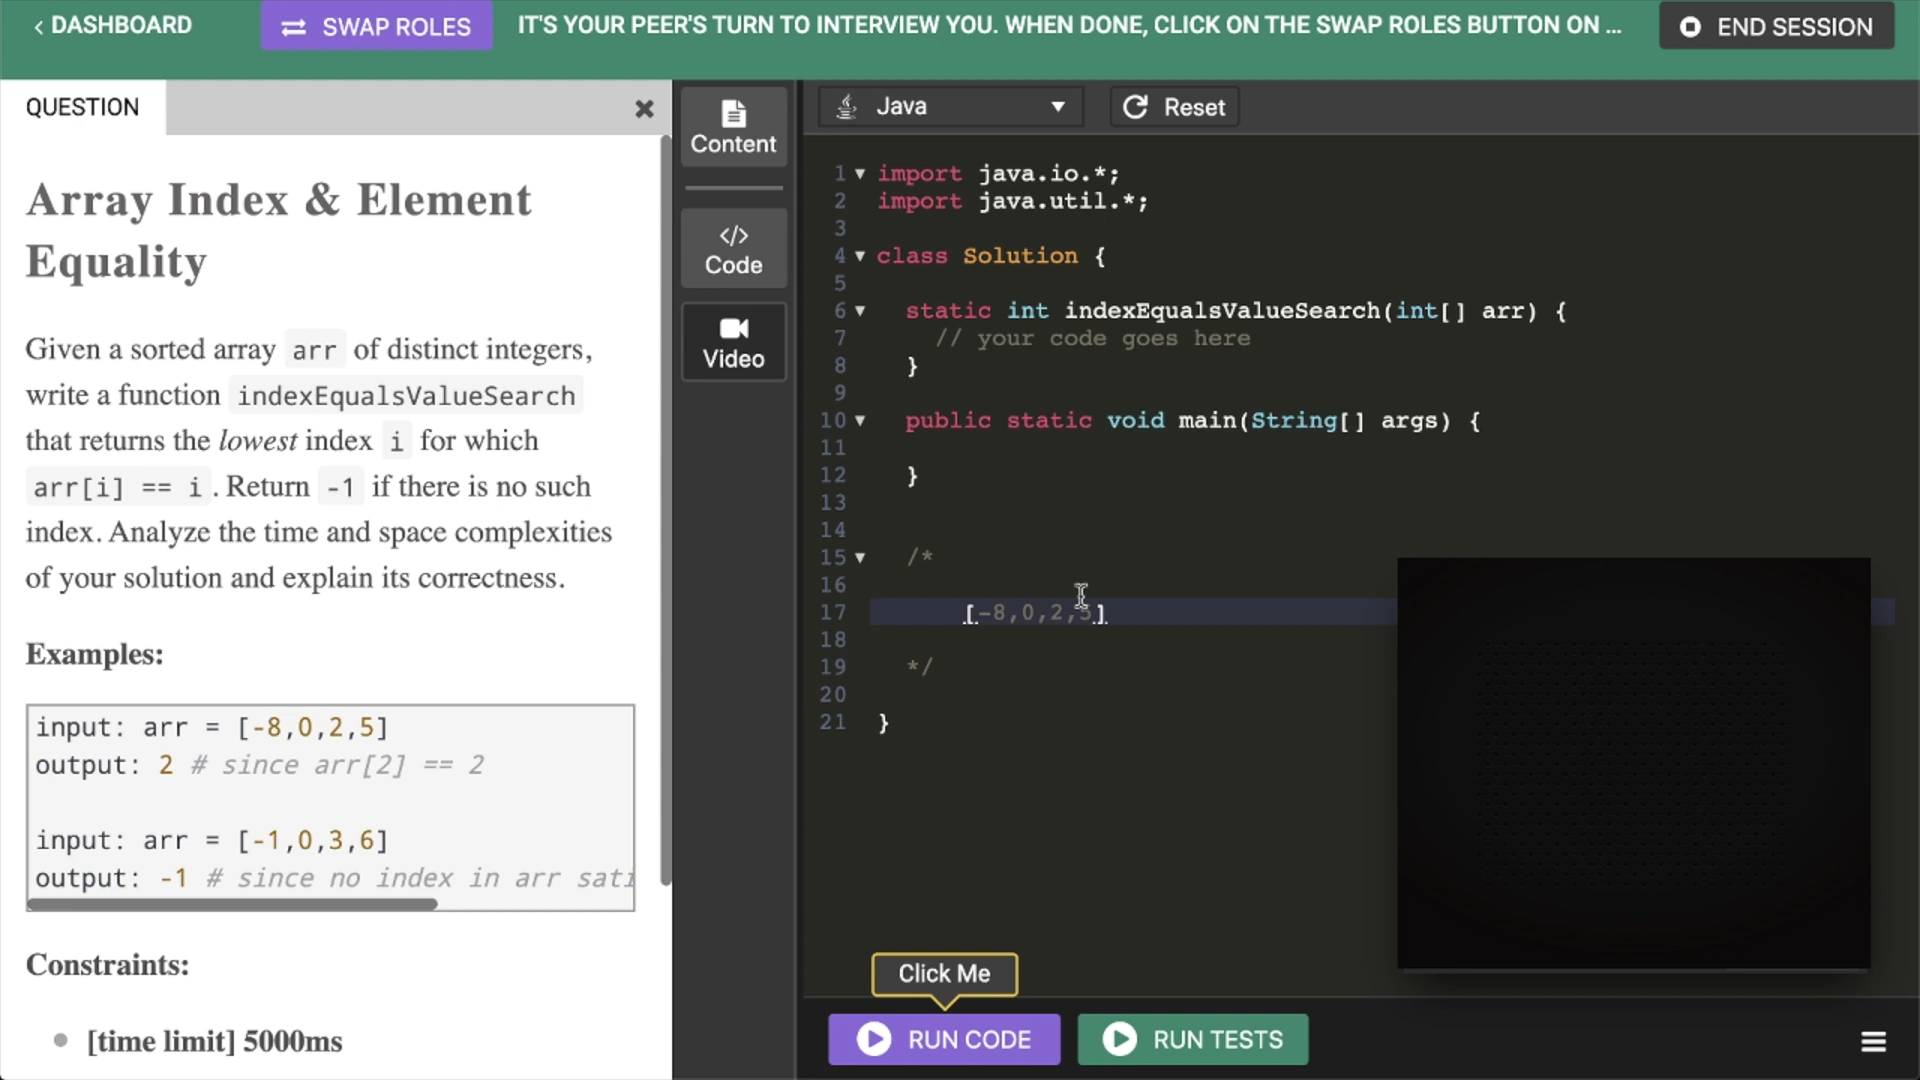 DASHBOARD
SWAP ROLES
IT'S YOUR PEER'S TURN TO INTERVIEW YOU. WHEN DONE, CLICK ON THE SWAP ROLES BUTTON ON ...
END SESSION
QUESTION
Array Index & Element
Equality
Given a sorted array arr of distinct integers,
write a function indexEqualsValueSearch
that returns the lowest index i for which
arr[i] == i . Return -1 if there is no such
index. Analyze the time and space complexities
of your solution and explain its correctness.
Examples:
input: arr = [-8,0,2,5]
output: 2 # since arr[2] == 2
input: arr = [-1,0,3,6]
output: -1 # since no index in arr sati
Constraints:
[time limit] 5000ms
Content
Code
Video
Java
Reset
1 import java.io.*;
2 import java.util.*;
3
4 class Solution {
5
6 static int indexEqualsValueSearch(int[] arr) {
7 // your code goes here
8 }
9
10 public static void main(String[] args) {
11
12 }
13
14
15 /*
16
17 [-8,0,2,5]
18
19 */
20
21 }
Click Me
RUN CODE
RUN TESTS